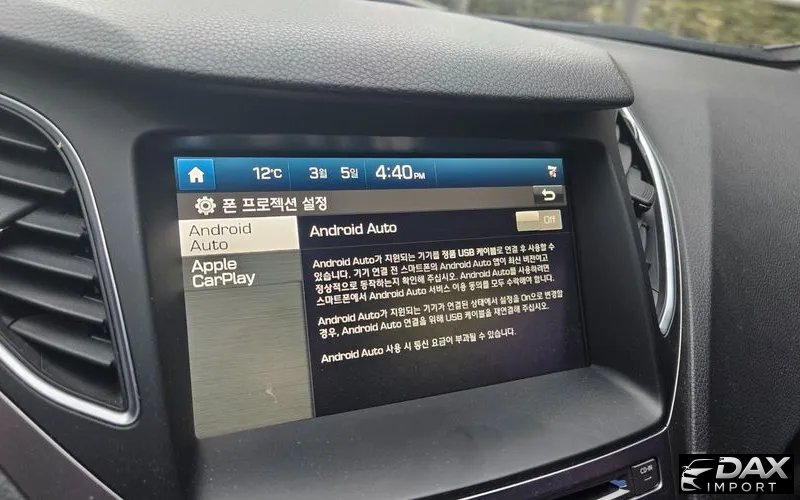 12°C 3월 5일 4:40PM
폰 프로젝션 설정
Android Auto
Apple CarPlay
Android Auto Off
Android Auto가 지원되는 기기를 정품 USB 케이블로 연결 후 사용할 수
있습니다. 기기 연결 전 스마트폰의 Android Auto 앱이 최신 버전이고
정상적으로 동작하는지 확인해 주십시오. Android Auto를 사용하려면
스마트폰에서 Android Auto 서비스 이용 동의를 모두 수락해야 합니다.
Android Auto가 지원되는 기기가 연결된 상태에서 설정을 On으로 변경할
경우, Android Auto 연결을 위해 USB 케이블을 재연결해 주십시오.
Android Auto 사용 시 통신 요금이 부과될 수 있습니다.
CD-IN
DAX
IMPORT